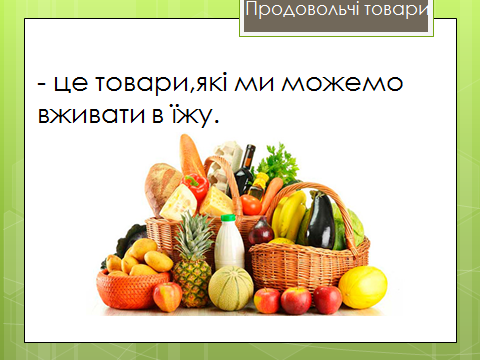 Продовольчі товари
- це товари,які ми можемо
вживати в їжу.